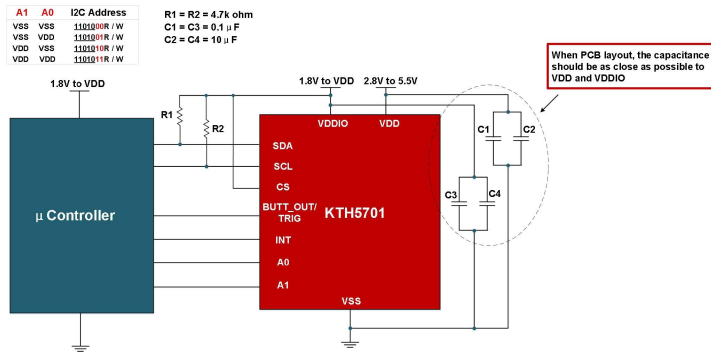 A1 A0 I2C Address
VSS VSS 1101000R / W
VSS VDD 1101001R / W
VDD VSS 1101010R / W
VDD VDD 1101011R / W
R1 = R2 = 4.7k ohm
C1 = C3 = 0.1 μ F
C2 = C4 = 10 μ F
When PCB layout, the capacitance
should be as close as possible to
VDD and VDDIO
1.8V to VDD
1.8V to VDD
2.8V to 5.5V
R1
R2
VDDIO
VDD
C1
C2
SDA
SCL
CS
C3
C4
BUTT_OUT/
TRIG
KTH5701
μ Controller
INT
A0
A1
VSS